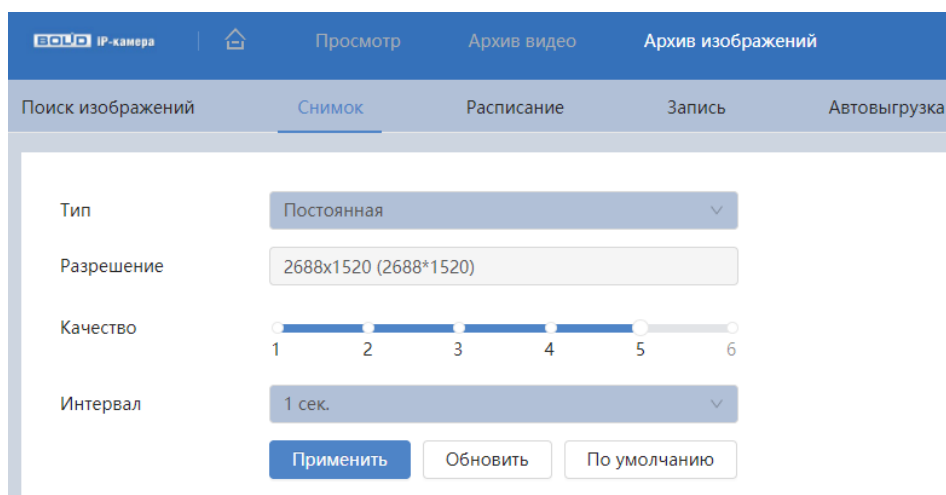 BOLID IP-камера Просмотр Архив видео Архив изображений
Поиск изображений Снимок Расписание Запись Автовыгрузка
Тип Постоянная
Разрешение 2688x1520 (2688*1520)
Качество
1 2 3 4 5 6
Интервал 1 сек.
Применить Обновить По умолчанию